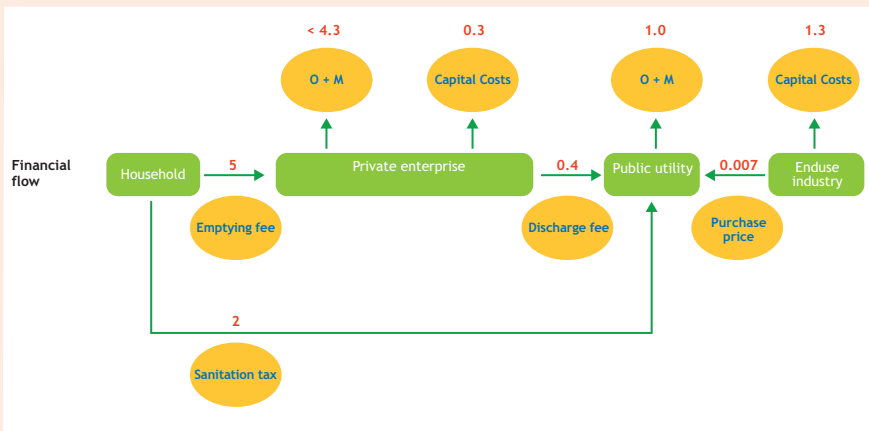 < 4.3
0.3
1.0
1.3
O + M
Capital Costs
O + M
Capital Costs
Financial
flow
Household
5
Private enterprise
0.4
Public utility
0.007
Enduse
industry
Emptying fee
Discharge fee
Purchase
price
2
Sanitation tax